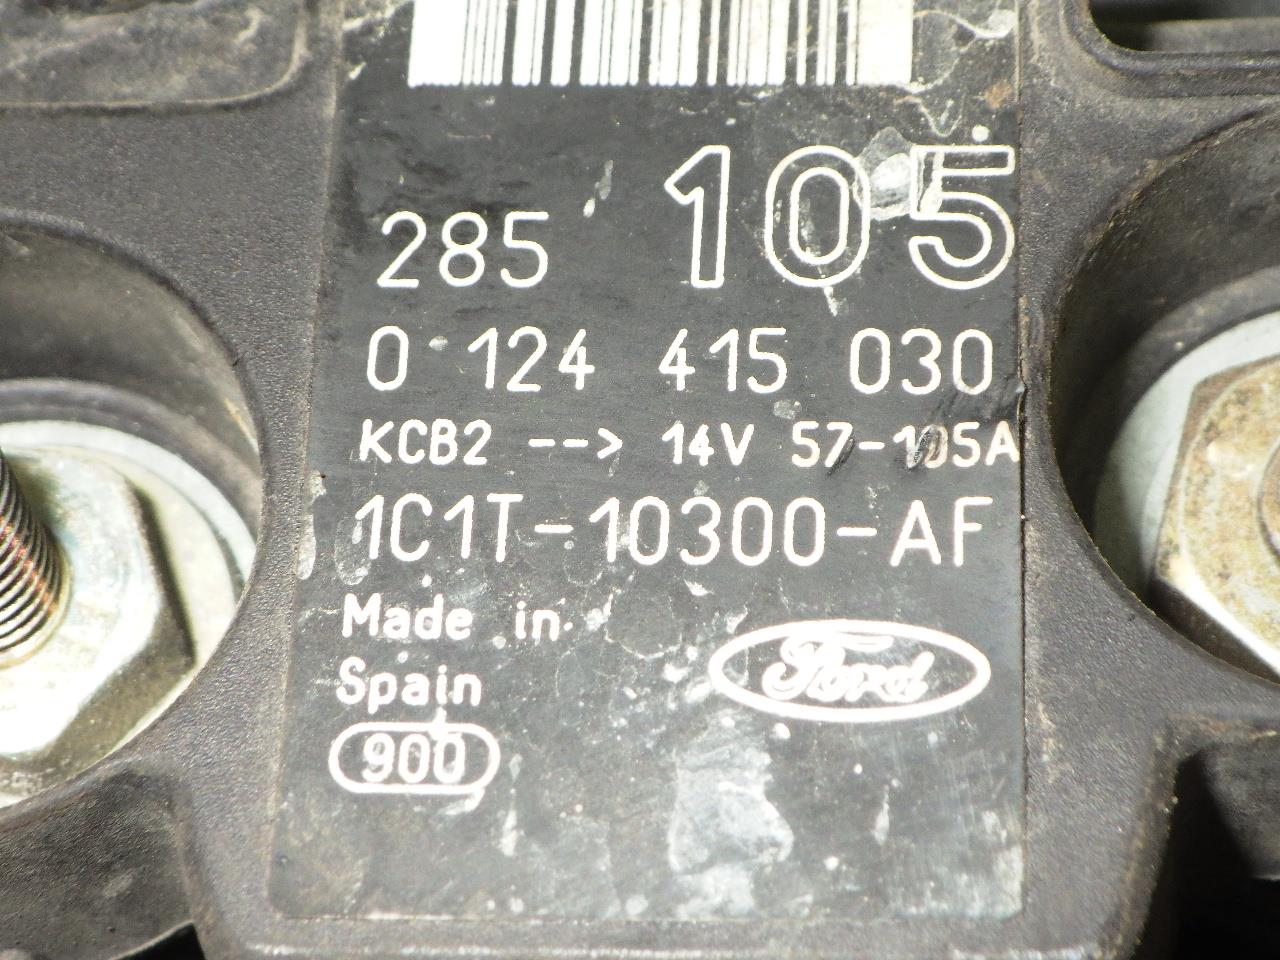 285 105
0 124 415 030
KCB2 --> 14V 57-105A
1C1T-10300-AF
Made in
Spain
Ford
900